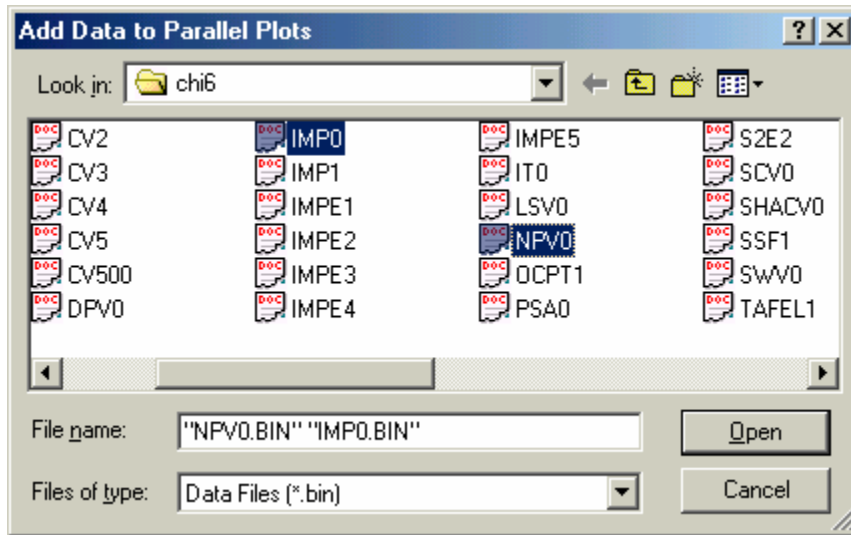 Add Data to Parallel Plots
Look in: chi6
CV2 IMP0 IMPE5 S2E2
CV3 IMP1 IT0 SCV0
CV4 IMPE1 LSV0 SHACV0
CV5 IMPE2 NPV0 SSF1
CV500 IMPE3 OCPT1 SWV0
DPV0 IMPE4 PSA0 TAFEL1
File name: "NPV0.BIN" "IMP0.BIN" Open
Files of type: Data Files (*.bin) Cancel